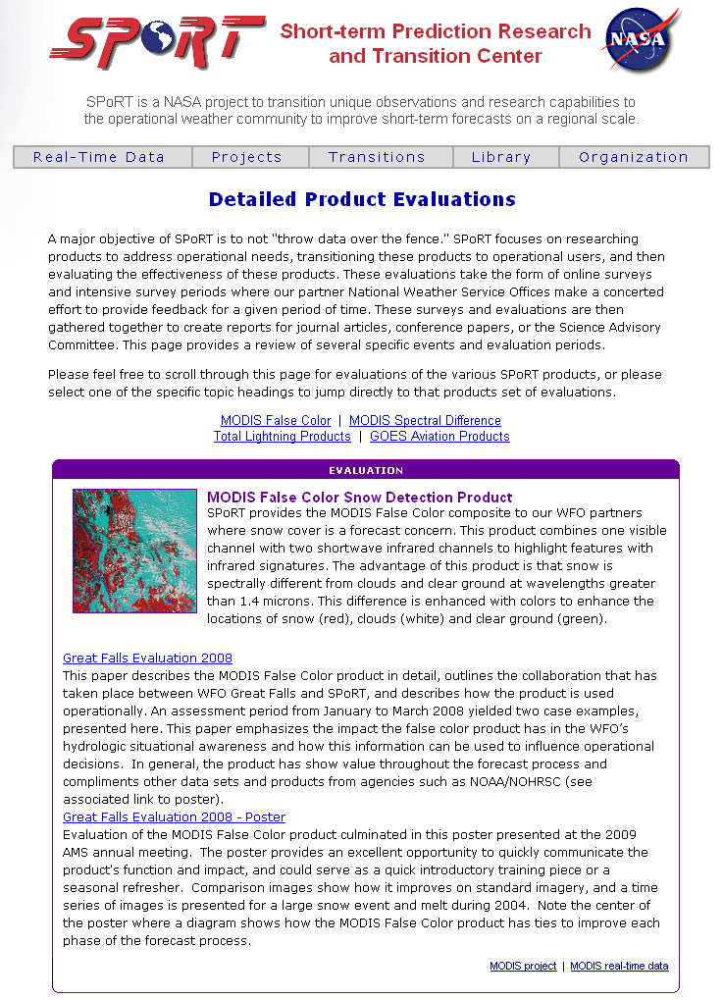 SPoRT
Short-term Prediction Research
and Transition Center
NASA
SPoRT is a NASA project to transition unique observations and research capabilities to
the operational weather community to improve short-term forecasts on a regional scale.
Real-Time Data
Projects
Transitions
Library
Organization
Detailed Product Evaluations
A major objective of SPoRT is to not "throw data over the fence." SPoRT focuses on researching
products to address operational needs, transitioning these products to operational users, and then
evaluating the effectiveness of these products. These evaluations take the form of online surveys
and intensive survey periods where our partner National Weather Service Offices make a concerted
effort to provide feedback for a given period of time. These surveys and evaluations are then
gathered together to create reports for journal articles, conference papers, or the Science Advisory
Committee. This page provides a review of several specific events and evaluation periods.
Please feel free to scroll through this page for evaluations of the various SPoRT products, or please
select one of the specific topic headings to jump directly to that products set of evaluations.
MODIS False Color | MODIS Spectral Difference
Total Lightning Products | GOES Aviation Products
EVALUATION
MODIS False Color Snow Detection Product
SPoRT provides the MODIS False Color composite to our WFO partners
where snow cover is a forecast concern. This product combines one visible
channel with two shortwave infrared channels to highlight features with
infrared signatures. The advantage of this product is that snow is
spectrally different from clouds and clear ground at wavelengths greater
than 1.4 microns. This difference is enhanced with colors to enhance the
locations of snow (red), clouds (white) and clear ground (green).
Great Falls Evaluation 2008
This paper describes the MODIS False Color product in detail, outlines the collaboration that has
taken place between WFO Great Falls and SPoRT, and describes how the product is used
operationally. An assessment period from January to March 2008 yielded two case examples,
presented here. This paper emphasizes the impact the false color product has in the WFO's
hydrologic situational awareness and how this information can be used to influence operational
decisions.  In general, the product has show value throughout the forecast process and
compliments other data sets and products from agencies such as NOAA/NOHRSC (see
associated link to poster).
Great Falls Evaluation 2008 - Poster
Evaluation of the MODIS False Color product culminated in this poster presented at the 2009
AMS annual meeting.  The poster provides an excellent opportunity to quickly communicate the
product's function and impact, and could serve as a quick introductory training piece or a
seasonal refresher.  Comparison images show how it improves on standard imagery, and a time
series of images is presented for a large snow event and melt during 2004.  Note the center of
the poster where a diagram shows how the MODIS False Color product has ties to improve each
phase of the forecast process.
MODIS project | MODIS real-time data